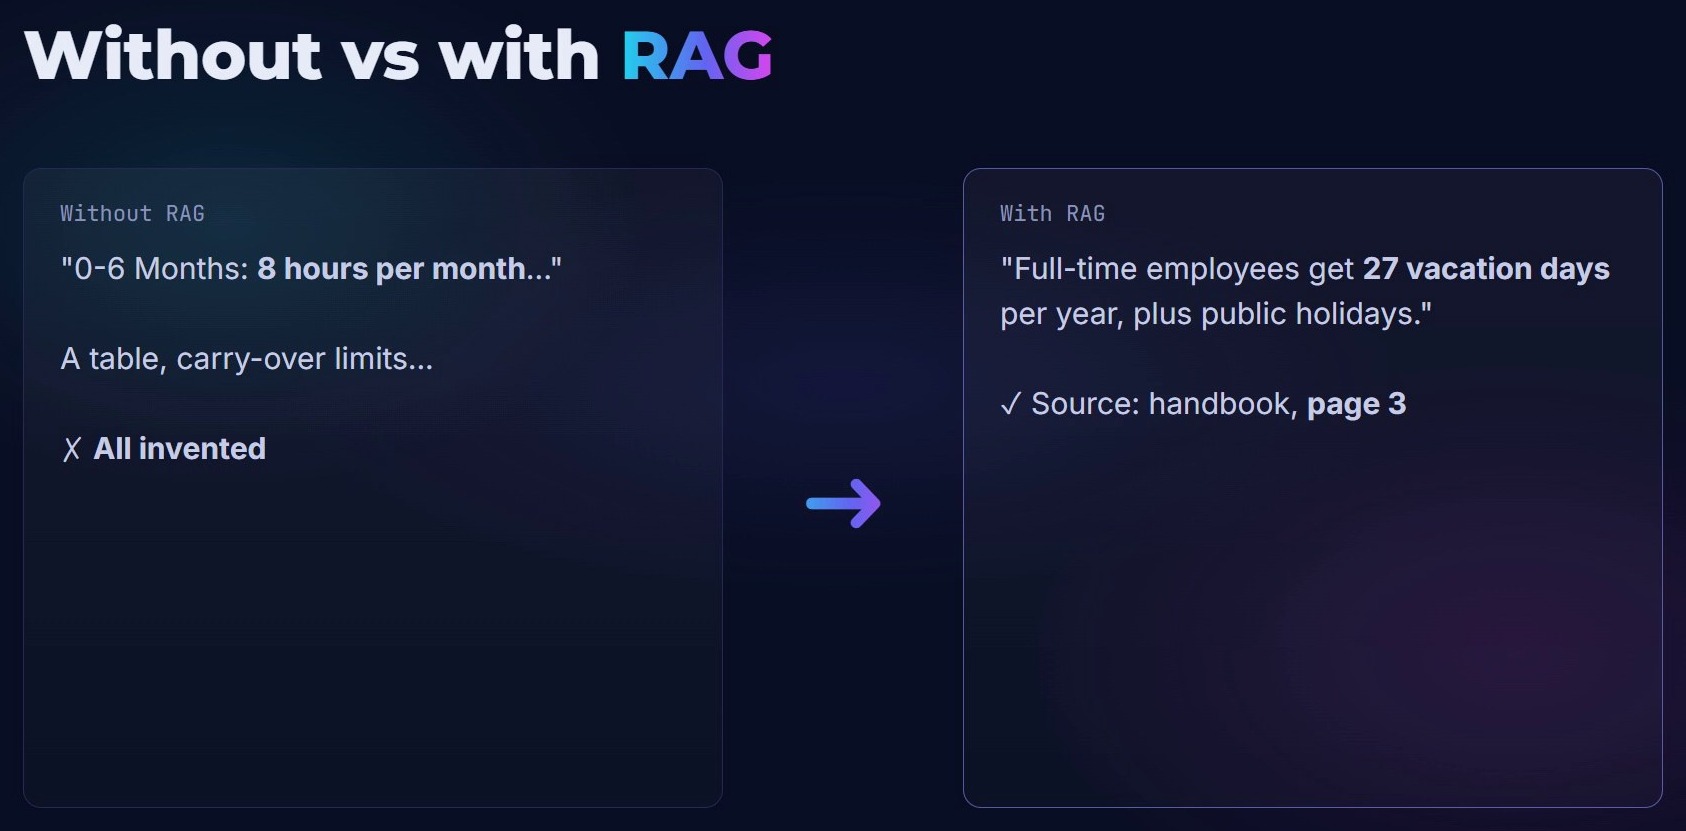 Without vs with RAG
Without RAG
"0-6 Months: 8 hours per month..."
A table, carry-over limits...
✗ All invented
With RAG
"Full-time employees get 27 vacation days
per year, plus public holidays."
✓ Source: handbook, page 3